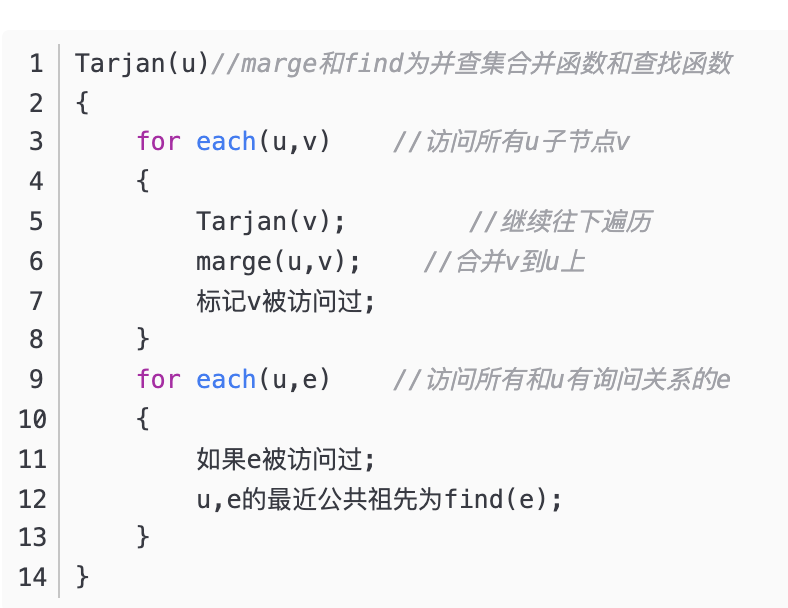 1 Tarjan(u)//marge和find为并查集合并函数和查找函数
2 {
3     for each(u,v)    //访问所有u子节点v
4     {
5         Tarjan(v);        //继续往下遍历
6         marge(u,v);    //合并v到u上
7         标记v被访问过;
8     }
9     for each(u,e)    //访问所有和u有询问关系的e
10     {
11         如果e被访问过;
12         u,e的最近公共祖先为find(e);
13     }
14 }